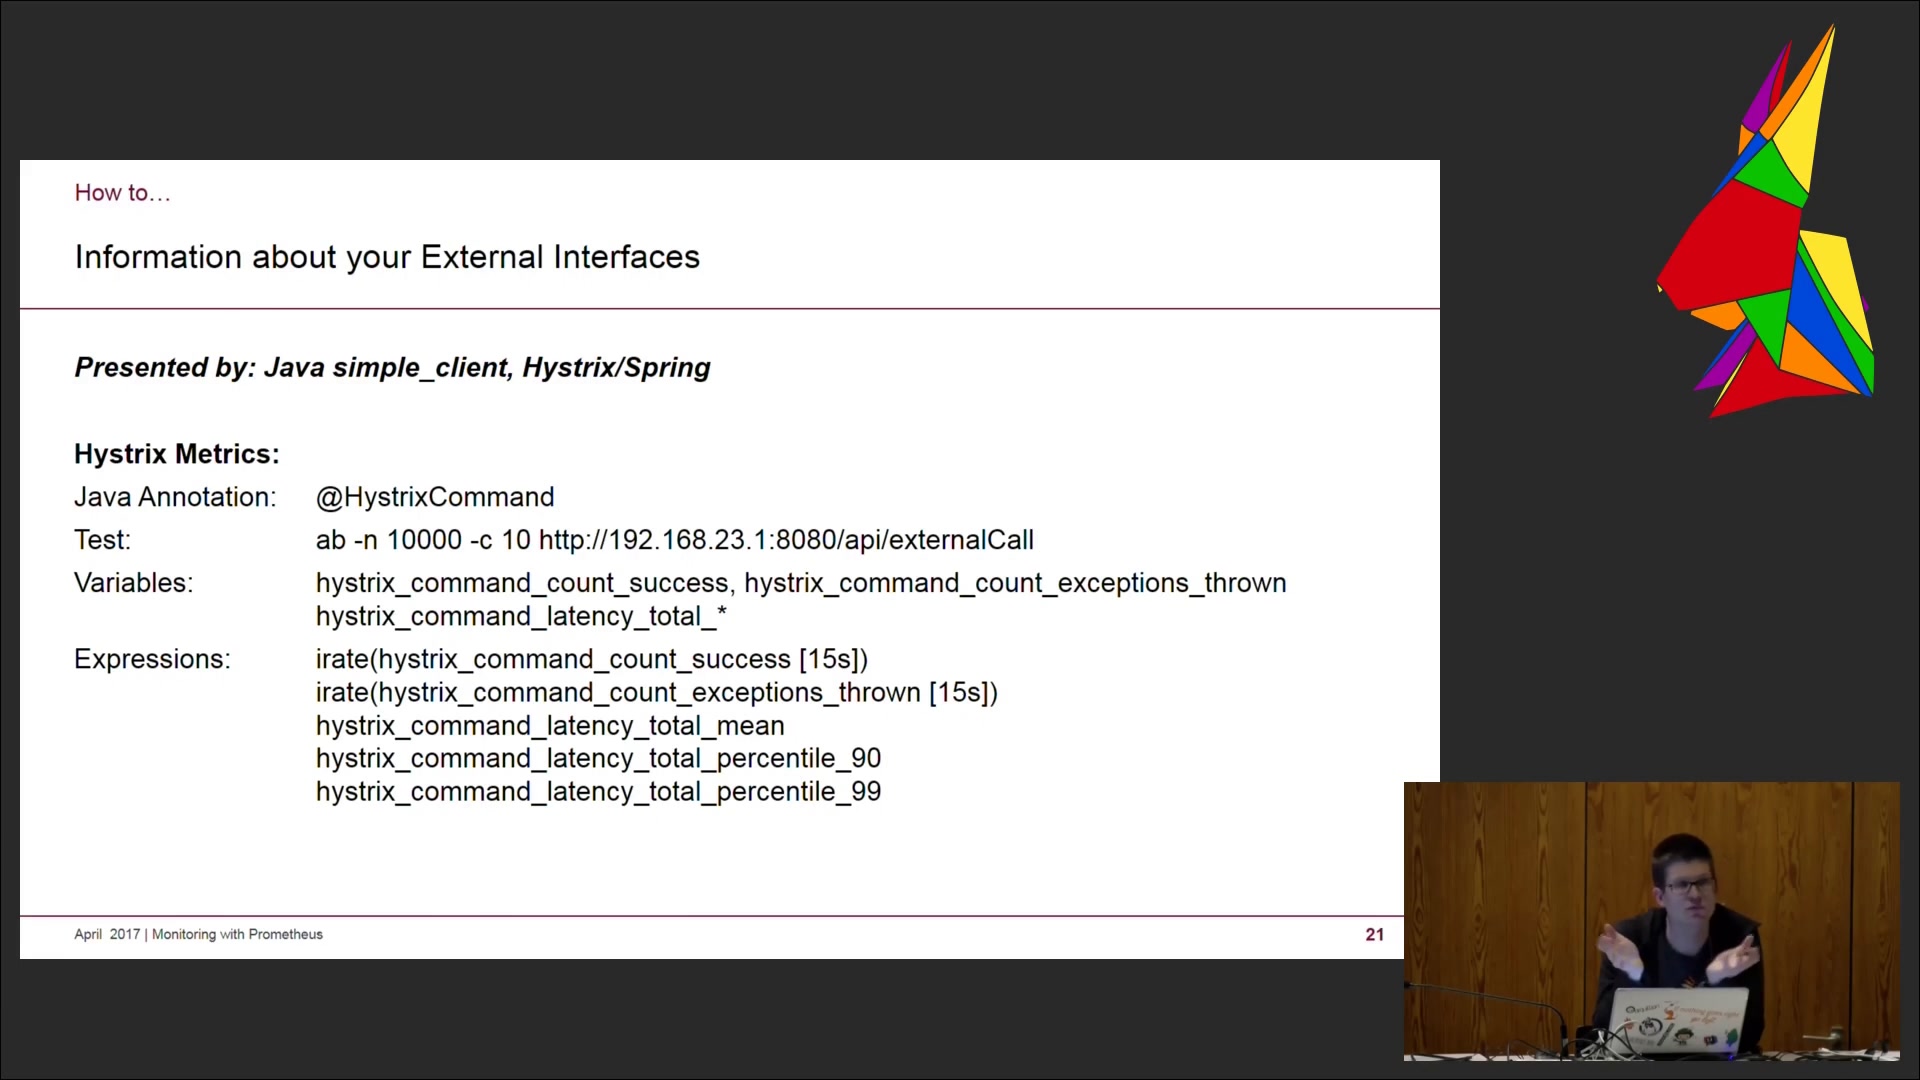 How to…
Information about your External Interfaces
Presented by: Java simple_client, Hystrix/Spring
Hystrix Metrics:
Java Annotation: @HystrixCommand
Test: ab -n 10000 -c 10 http://192.168.23.1:8080/api/externalCall
Variables: hystrix_command_count_success, hystrix_command_count_exceptions_thrown
hystrix_command_latency_total_*
Expressions: irate(hystrix_command_count_success [15s])
irate(hystrix_command_count_exceptions_thrown [15s])
hystrix_command_latency_total_mean
hystrix_command_latency_total_percentile_90
hystrix_command_latency_total_percentile_99
April 2017 | Monitoring with Prometheus
21